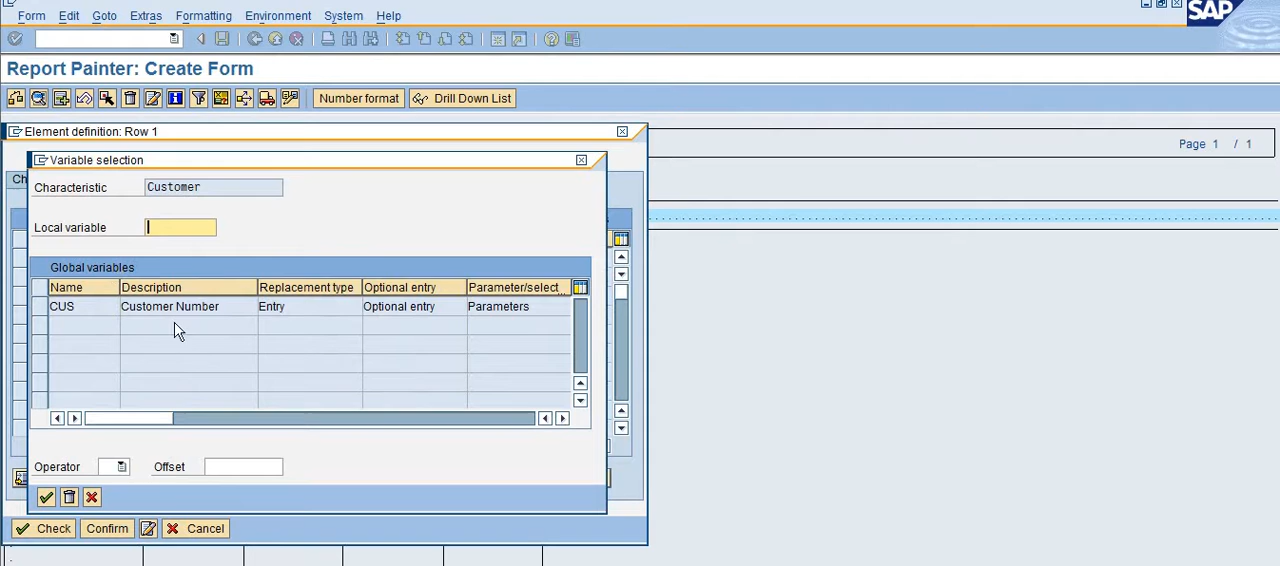 Form Edit Goto Extras Formatting Environment System Help
SAP
Report Painter: Create Form
Number format Drill Down List
Element definition: Row 1
Page 1 / 1
Variable selection
Characteristic Customer
Local variable
Global variables
Name Description Replacement type Optional entry Parameter/select...
CUS Customer Number Entry Optional entry Parameters
Operator Offset
Check Confirm Cancel